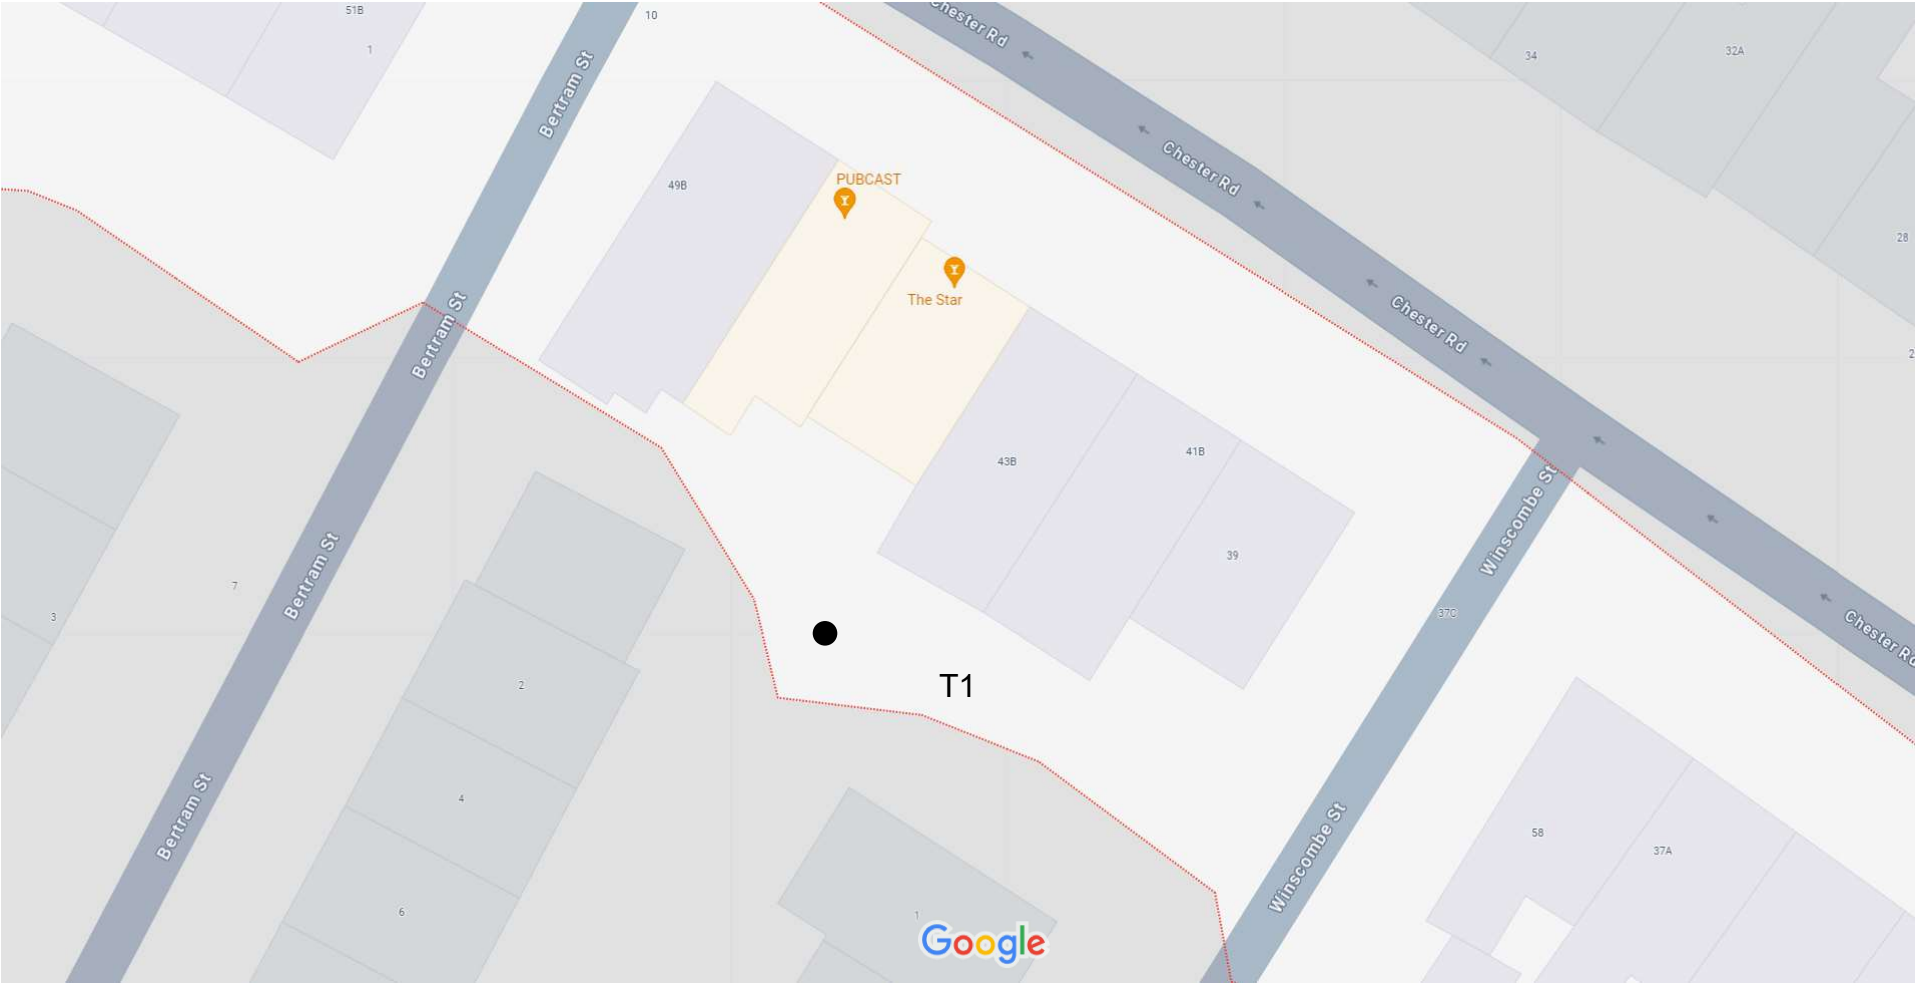 51B
10
Chester Rd
1
34
32A
Bertram St
Chester Rd
PUBCAST
49B
28
The Star
Chester Rd
Bertram St
2
43B
41B
Winscombe St
39
Bertram St
7
3
37C
Chester Rd
2
T1
4
58
37A
Bertram St
Winscombe St
6
1
Google